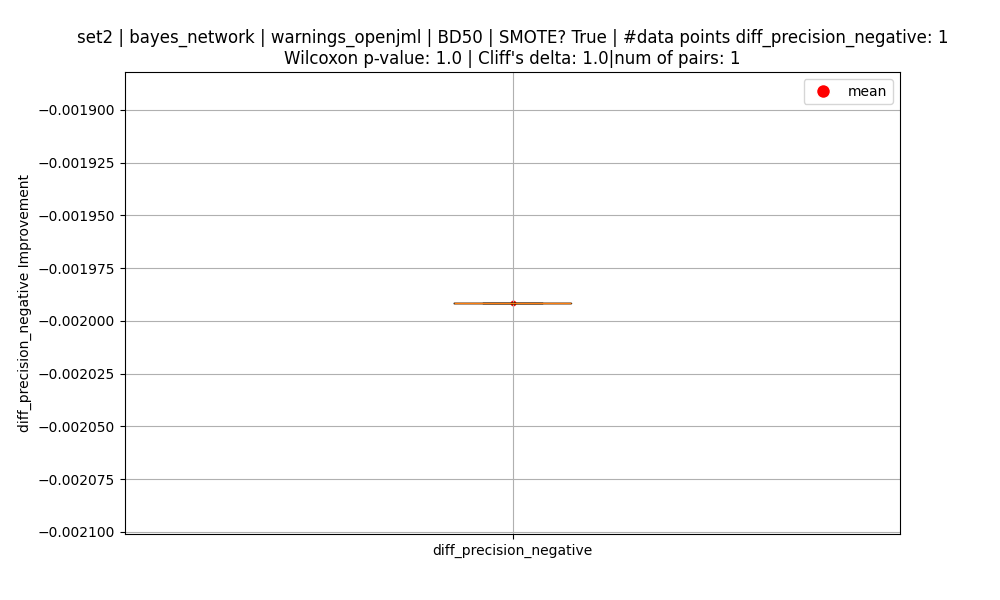 set2 | bayes_network | warnings_openjml | BD50 | SMOTE? True | #data points diff_precision_negative: 1
Wilcoxon p-value: 1.0 | Cliff's delta: 1.0|num of pairs: 1
mean
diff_precision_negative Improvement
−0.001900
−0.001925
−0.001950
−0.001975
−0.002000
−0.002025
−0.002050
−0.002075
−0.002100
diff_precision_negative